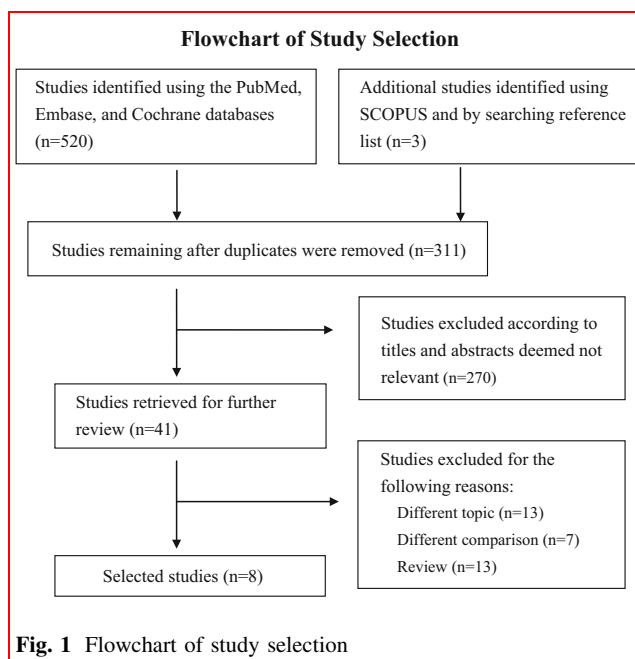 Flowchart of Study Selection
Studies identified using the PubMed,
Embase, and Cochrane databases
(n=520)
Additional studies identified using
SCOPUS and by searching reference
list (n=3)
Studies remaining after duplicates were removed (n=311)
Studies excluded according to
titles and abstracts deemed not
relevant (n=270)
Studies retrieved for further
review (n=41)
Studies excluded for the
following reasons:
Different topic (n=13)
Different comparison (n=7)
Review (n=13)
Selected studies (n=8)
Fig. 1 Flowchart of study selection